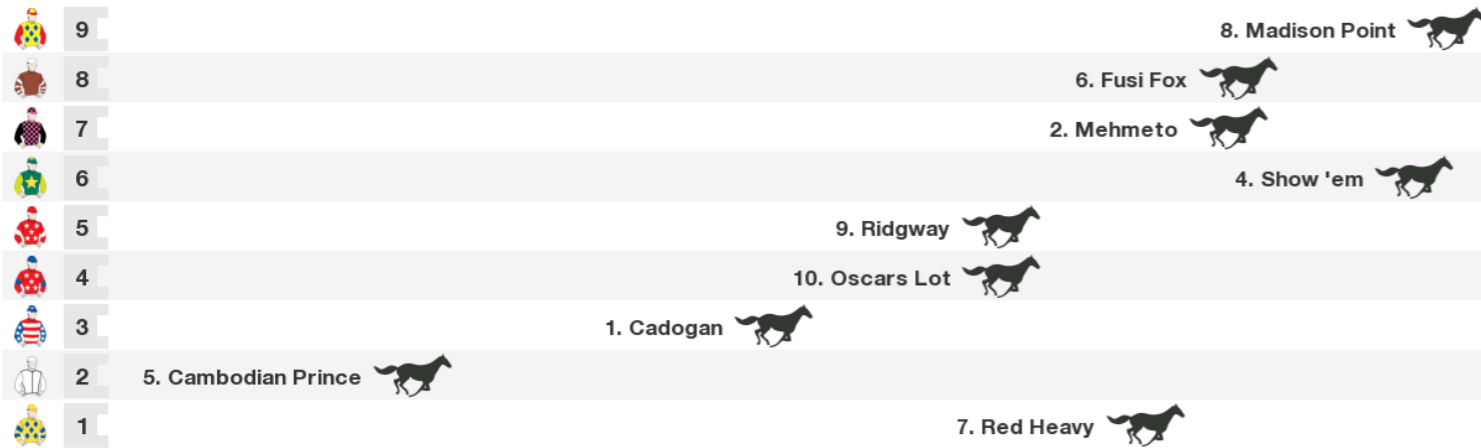 9 8. Madison Point
8 6. Fusi Fox
7 2. Mehmeto
6 4. Show 'em
5 9. Ridgway
4 10. Oscars Lot
3 1. Cadogan
2 5. Cambodian Prince
1 7. Red Heavy